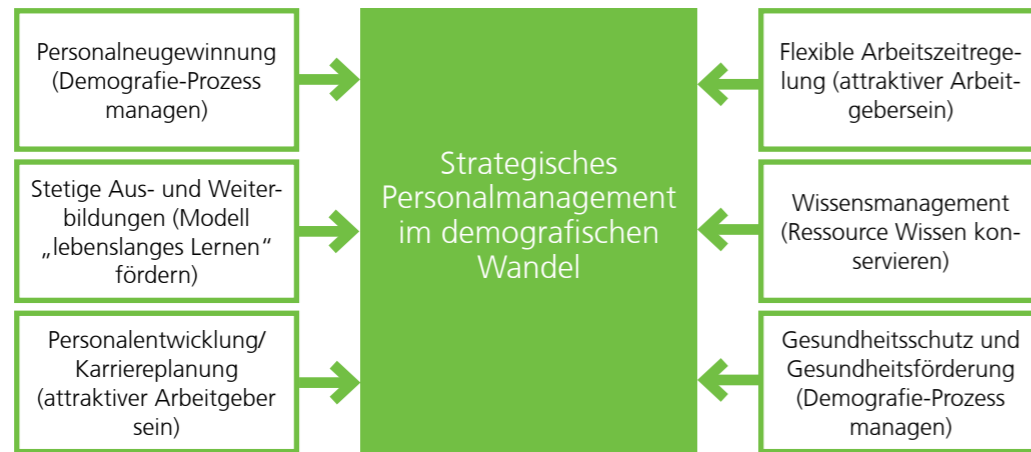 Personalneugewinnung
(Demografie-Prozess
managen)
Stetige Aus- und Weiter-
bildungen (Modell
„lebenslanges Lernen“
fördern)
Personalentwicklung/
Karriereplanung
(attraktiver Arbeitgeber
sein)
Strategisches
Personalmanagement
im demografischen
Wandel
Flexible Arbeitszeitrege-
lung (attraktiver Arbeit-
gebersein)
Wissensmanagement
(Ressource Wissen kon-
servieren)
Gesundheitsschutz und
Gesundheitsförderung
(Demografie-Prozess
managen)